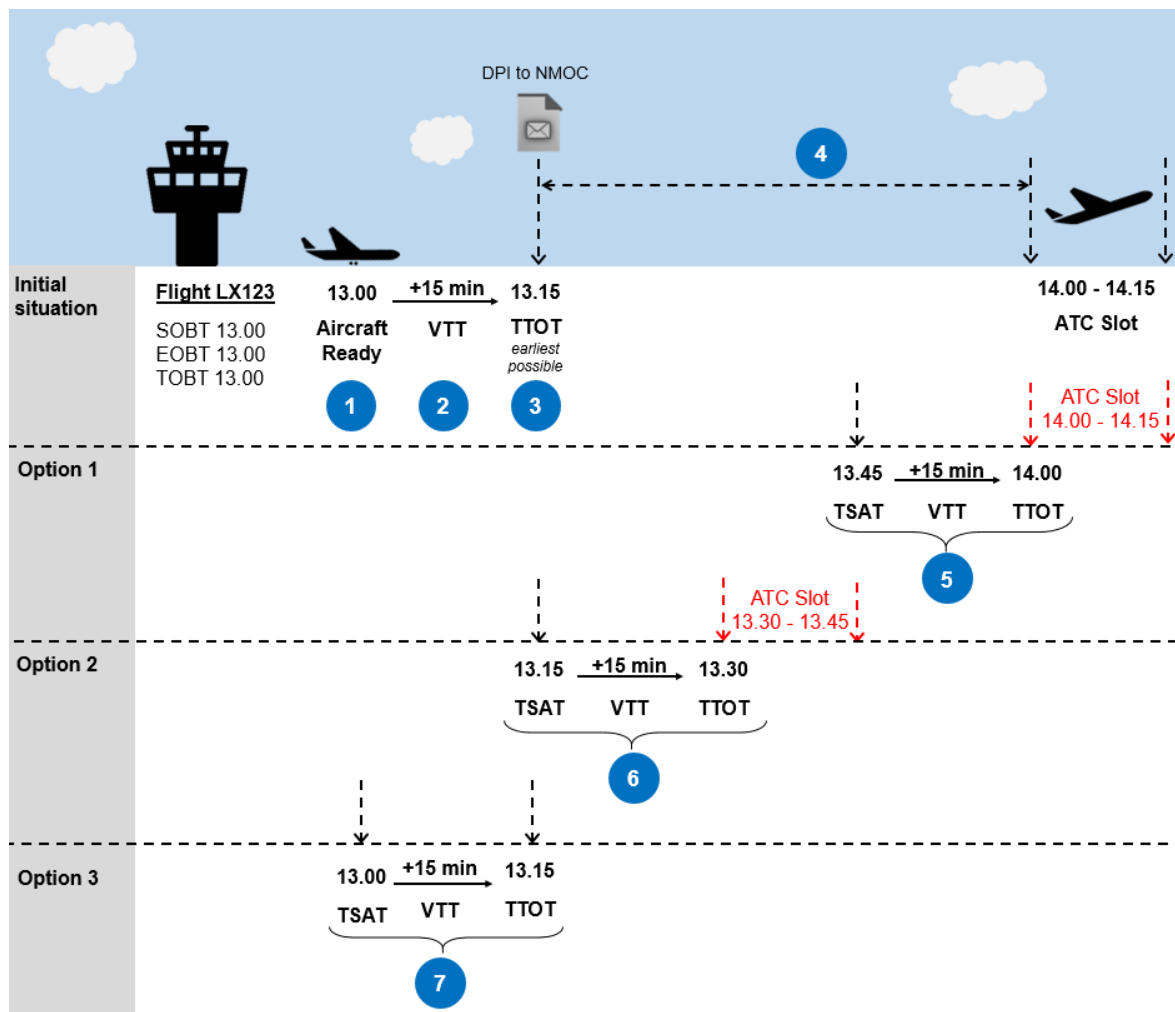 DPI to NMOC
4
Initial
situation
Flight LX123
SOBT 13.00
EOBT 13.00
TOBT 13.00
13.00
+15 min
13.15
Aircraft
Ready
VTT
TTOT
earliest
possible
1
2
3
14.00 - 14.15
ATC Slot
ATC Slot
14.00 - 14.15
Option 1
13.45
+15 min
14.00
TSAT
VTT
TTOT
5
ATC Slot
13.30 - 13.45
Option 2
13.15
+15 min
13.30
TSAT
VTT
TTOT
6
Option 3
13.00
+15 min
13.15
TSAT
VTT
TTOT
7